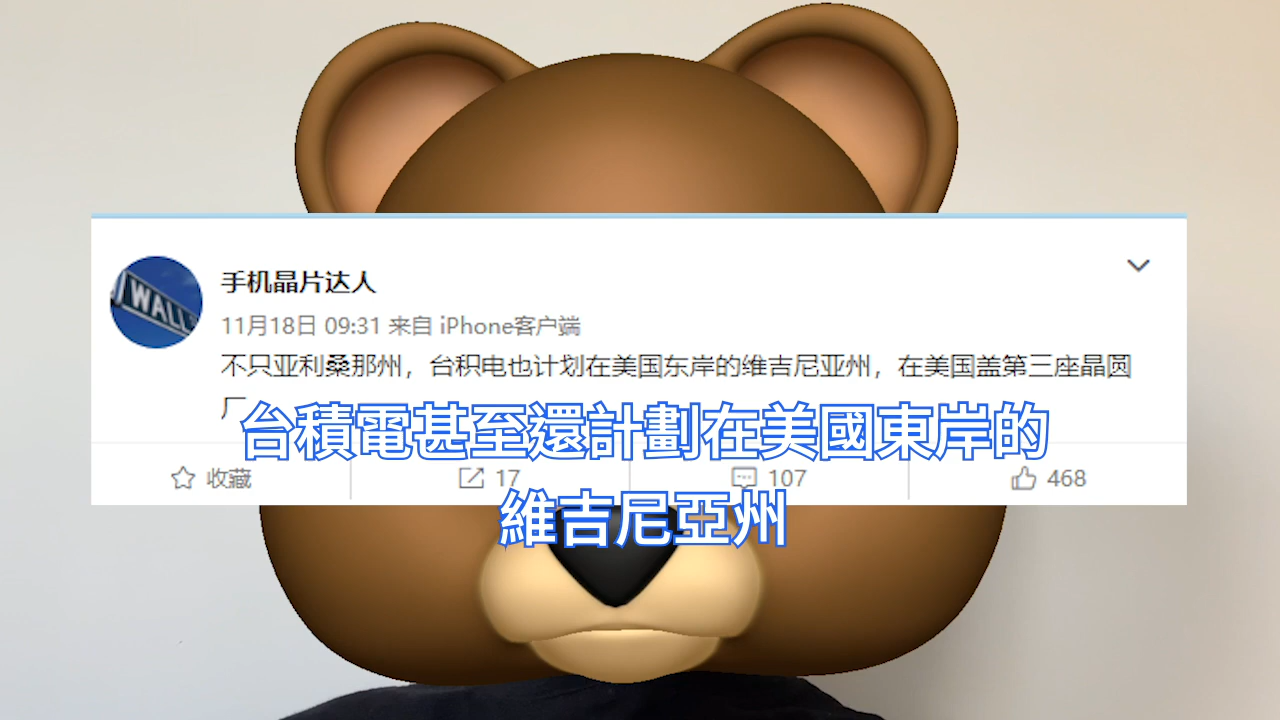 WALL
手机晶片达人
11月18日 09:31 来自 iPhone客户端
不只亚利桑那州，台积电也计划在美国东岸的维吉尼亚州，在美国盖第三座晶圆
厂
台積電甚至還計劃在美國東岸的
收藏
17
107
468
維吉尼亞州